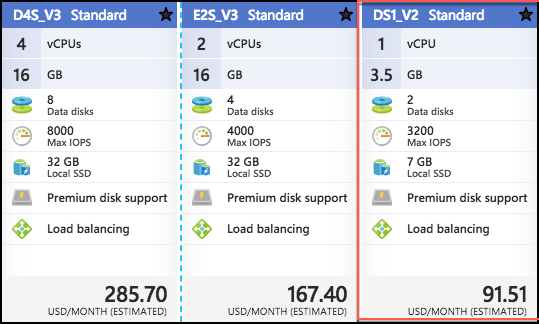 D4S_V3 Standard
4 vCPUs
16 GB
8
Data disks
8000
Max IOPS
32 GB
Local SSD
Premium disk support
Load balancing
285.70
USD/MONTH (ESTIMATED)
E2S_V3 Standard
2 vCPUs
16 GB
4
Data disks
4000
Max IOPS
32 GB
Local SSD
Premium disk support
Load balancing
167.40
USD/MONTH (ESTIMATED)
DS1_V2 Standard
1 vCPU
3.5 GB
2
Data disks
3200
Max IOPS
7 GB
Local SSD
Premium disk support
Load balancing
91.51
USD/MONTH (ESTIMATED)